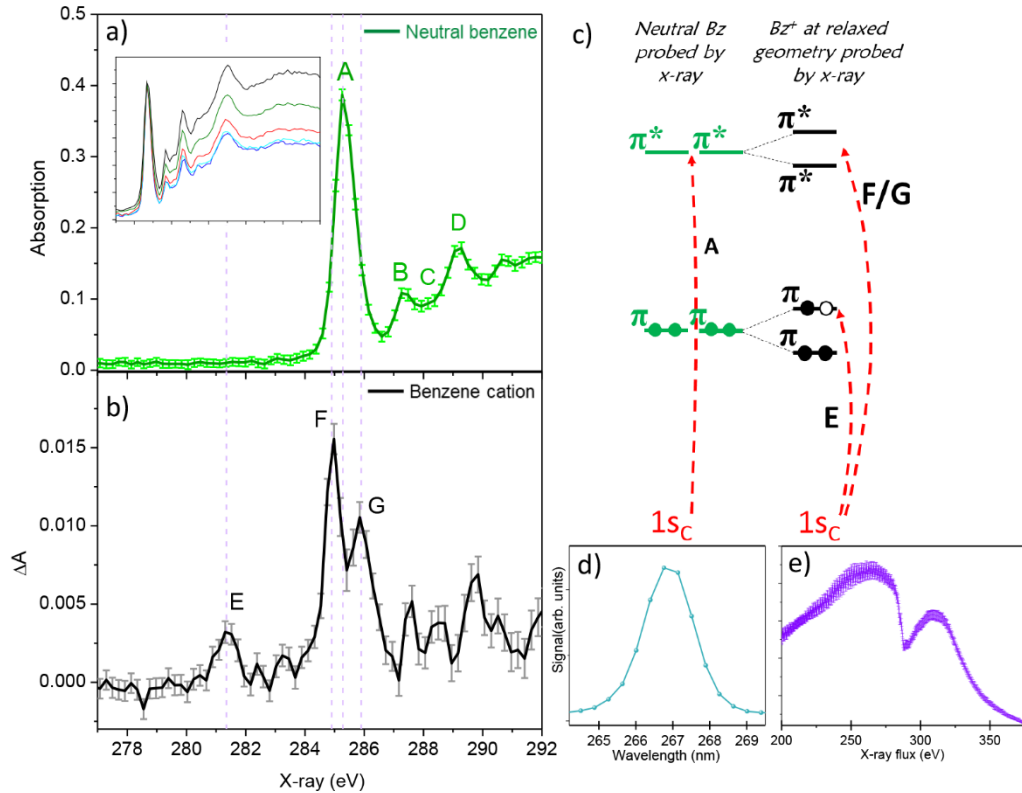 a)
Neutral benzene
A
B
C
D
0.5
0.4
0.3
0.2
0.1
0.0
Absorption
b)
Benzene cation
E
F
G
0.015
0.010
0.005
0.000
ΔA
278 280 282 284 286 288 290 292
X-ray (eV)
c)
Neutral Bz
probed by
x-ray
Bz⁺ at relaxed
geometry probed
by x-ray
π* π*
π*
π*
A
F/G
π π
π
π
E
1s_C
1s_C
d)
Signal(arb. units)
265 266 267 268 269
Wavelength (nm)
e)
200 250 300 350
X-ray flux (eV)